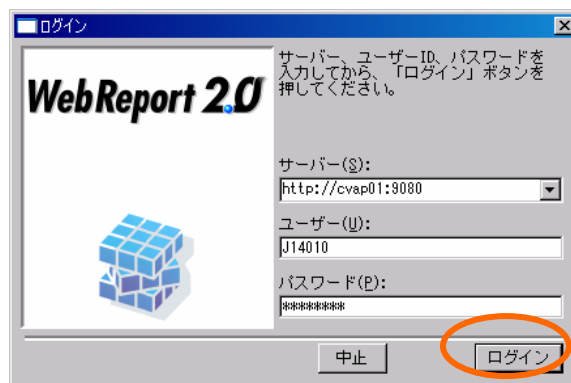 ログイン
WebReport 2.0
サーバー、ユーザーID、パスワードを
入力してから、「ログイン」ボタンを
押してください。
サーバー(S):
http://cvap01:9080
ユーザー(U):
J14010
パスワード(P):
********
中止
ログイン